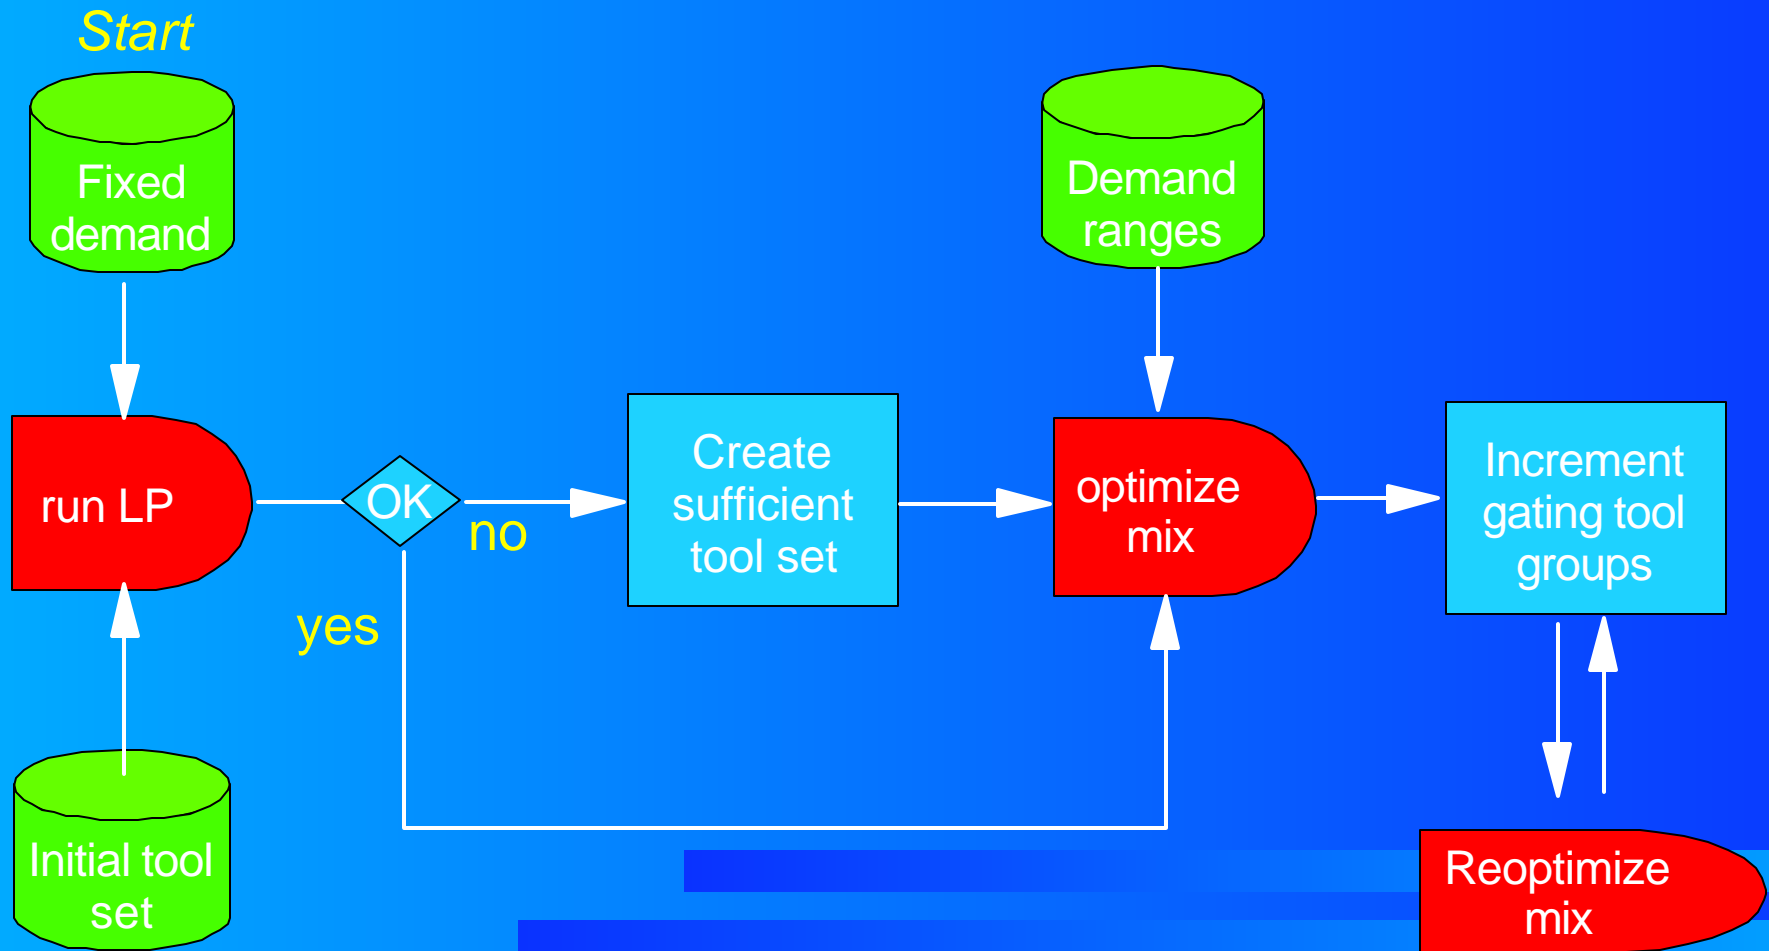 Start
Fixed
demand
Demand
ranges
run LP
OK
no
yes
Create
sufficient
tool set
optimize
mix
Increment
gating tool
groups
Initial tool
set
Reoptimize
mix